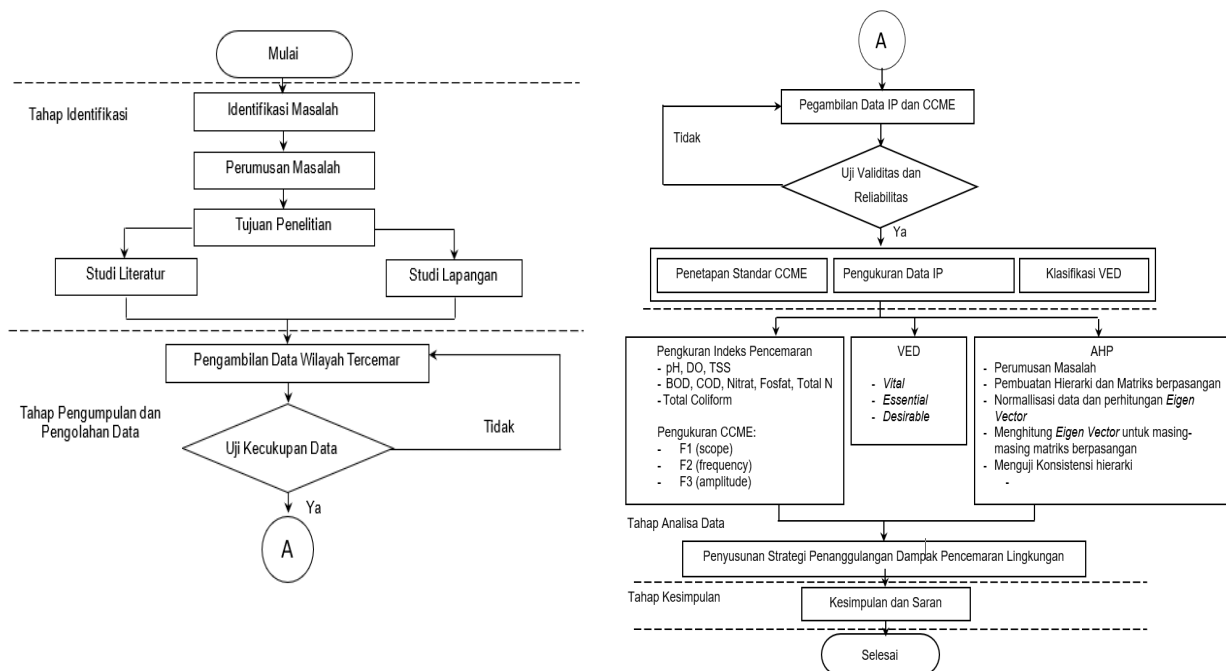 Mulai
Tahap Identifikasi
Identifikasi Masalah
Perumusan Masalah
Tujuan Penelitian
Studi Literatur
Studi Lapangan
Pengambilan Data Wilayah Tercemar
Tahap Pengumpulan dan
Pengolahan Data
Uji Kecukupan Data
Tidak
Ya
A
A
Pegambilan Data IP dan CCME
Tidak
Uji Validitas dan
Reliabilitas
Ya
Penetapan Standar CCME
Pengukuran Data IP
Klasifikasi VED
Pengkuran Indeks Pencemaran
- pH, DO, TSS
- BOD, COD, Nitrat, Fosfat, Total N
- Total Coliform
Pengukuran CCME:
- F1 (scope)
- F2 (frequency)
- F3 (amplitude)
VED
- Vital
- Essential
- Desirable
AHP
- Perumusan Masalah
- Pembuatan Hierarki dan Matriks berpasangan
- Normallisasi data dan perhitungan Eigen
Vector
- Menghitung Eigen Vector untuk masing-
masing matriks berpasangan
- Menguji Konsistensi hierarki
-
Tahap Analisa Data
Penyusunan Strategi Penanggulangan Dampak Pencemaran Lingkungan
Tahap Kesimpulan
Kesimpulan dan Saran
Selesai